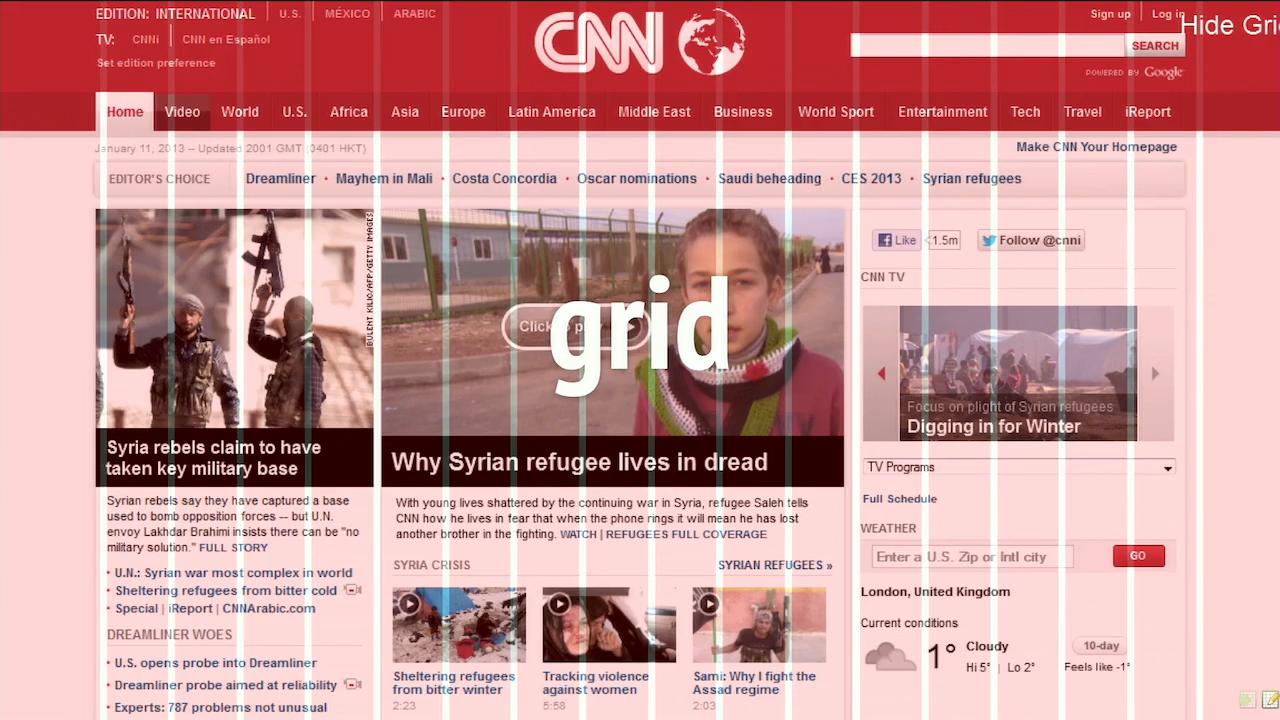 EDITION: INTERNATIONAL U.S. MÉXICO ARABIC
TV: CNNi CNN en Español
Set edition preference
CNN
Sign up Log in
Hide Gri
SEARCH
POWERED BY Google
Home Video World U.S. Africa Asia Europe Latin America Middle East Business World Sport Entertainment Tech Travel iReport
January 11, 2013 -- Updated 2001 GMT (0401 HKT)
Make CNN Your Homepage
EDITOR'S CHOICE Dreamliner • Mayhem in Mali • Costa Concordia • Oscar nominations • Saudi beheading • CES 2013 • Syrian refugees
BULENT KILIC/AFP/GETTY IMAGES
Syria rebels claim to have
taken key military base
Syrian rebels say they have captured a base
used to bomb opposition forces -- but U.N.
envoy Lakhdar Brahimi insists there can be "no
military solution." FULL STORY
• U.N.: Syrian war most complex in world
• Sheltering refugees from bitter cold
• Special | iReport | CNNArabic.com
DREAMLINER WOES
• U.S. opens probe into Dreamliner
• Dreamliner probe aimed at reliability
• Experts: 787 problems not unusual
Click to play
grid
Why Syrian refugee lives in dread
With young lives shattered by the continuing war in Syria, refugee Saleh tells
CNN how he lives in fear that when the phone rings it will mean he has lost
another brother in the fighting. WATCH | REFUGEES FULL COVERAGE
SYRIA CRISIS SYRIAN REFUGEES »
Sheltering refugees
from bitter winter
2:23
Tracking violence
against women
5:58
Sami: Why I fight the
Assad regime
2:03
Like 1.5m Follow @cnni
CNN TV
Focus on plight of Syrian refugees
Digging in for Winter
TV Programs
Full Schedule
WEATHER
Enter a U.S. Zip or Intl city GO
London, United Kingdom
Current conditions
1° Cloudy
Hi 5° | Lo 2°
10-day
Feels like -1°